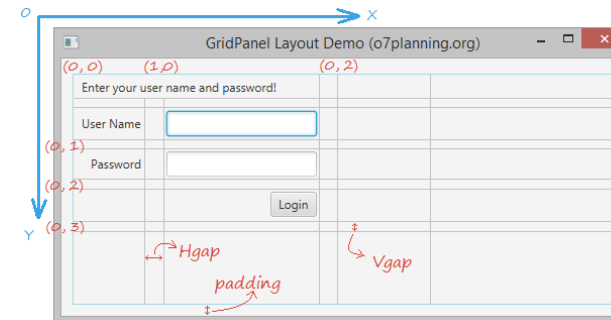 O X
GridPanel Layout Demo (o7planning.org)
(0,0) (1,0) (0,2)
Enter your user name and password!
User Name
(0,1)
Password
(0,2)
Login
Y (0,3)
Hgap
Vgap
padding